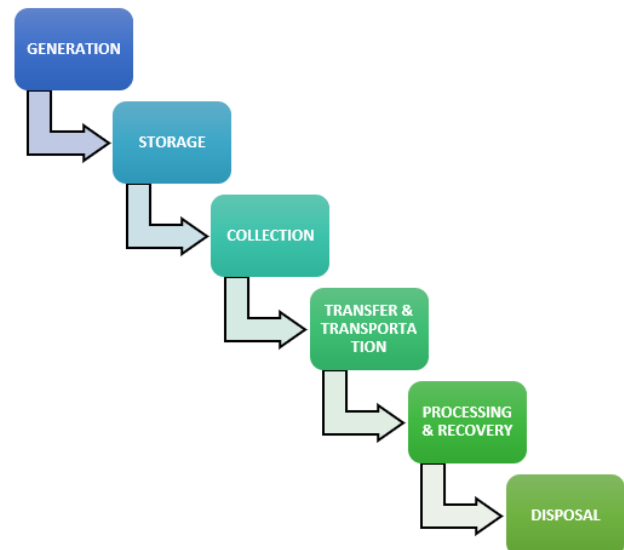 GENERATION
STORAGE
COLLECTION
TRANSFER &
TRANSPORTA
TION
PROCESSING
& RECOVERY
DISPOSAL